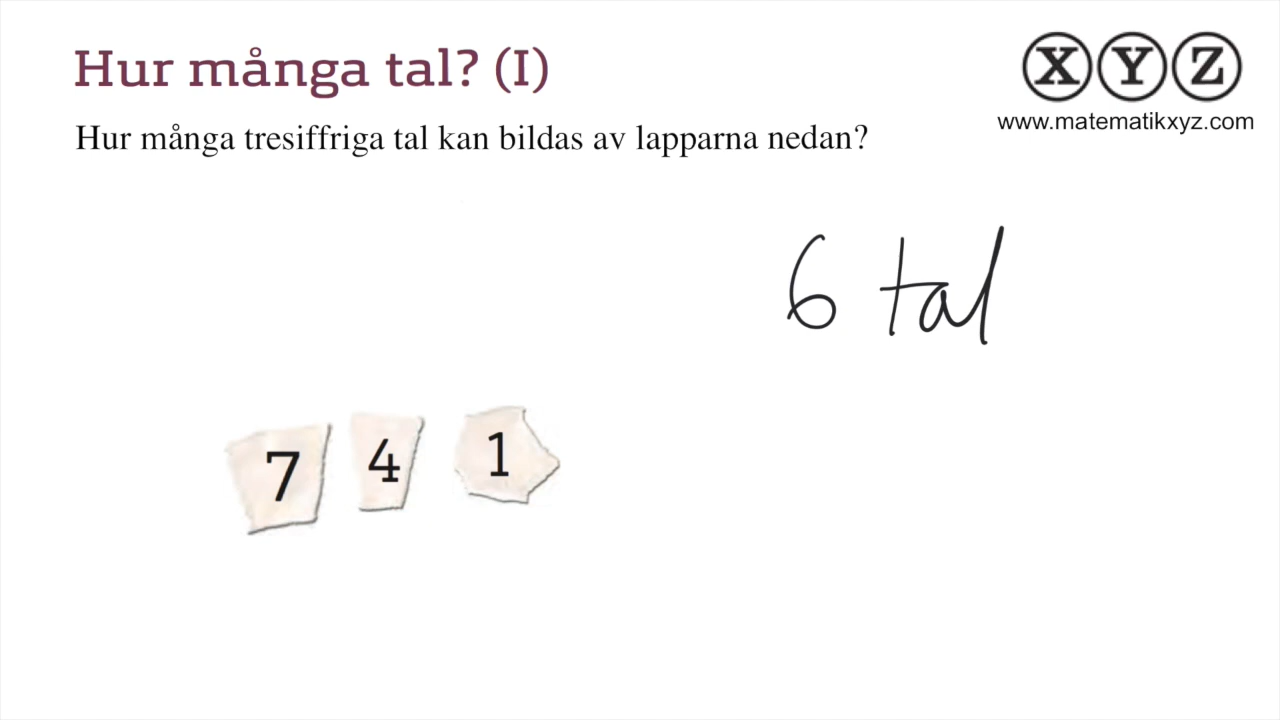 Hur många tal? (I)
X Y Z
www.matematikxyz.com
Hur många tresiffriga tal kan bildas av lapparna nedan?
6 tal
7 4 1